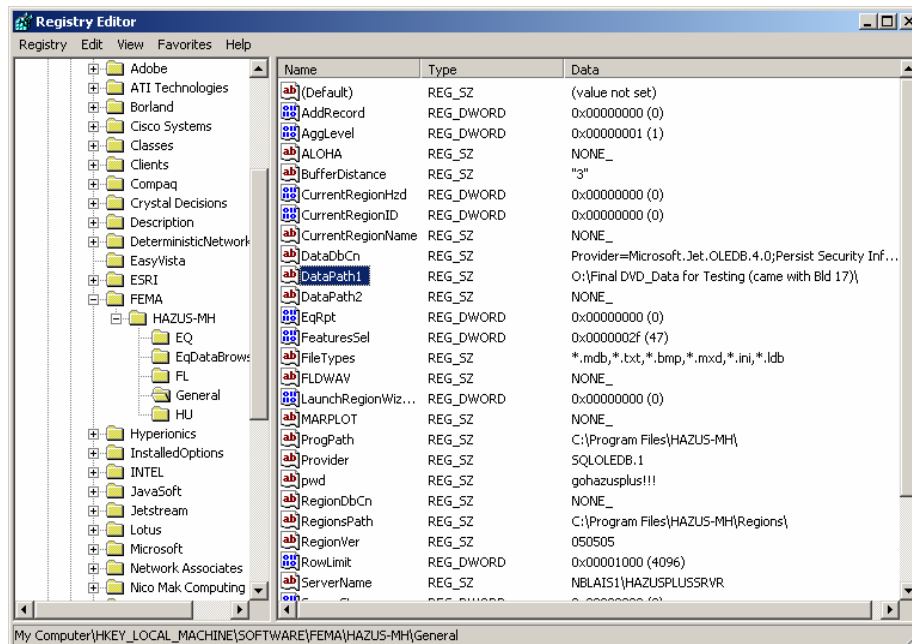 Registry Editor
Registry Edit View Favorites Help
Adobe
ATI Technologies
Borland
Cisco Systems
Classes
Clients
Compaq
Crystal Decisions
Description
DeterministicNetwork
EasyVista
ESRI
FEMA
HAZUS-MH
EQ
EqDataBrows
FL
General
HU
Hyperionics
InstalledOptions
INTEL
JavaSoft
Jetstream
Lotus
Microsoft
Network Associates
Nico Mak Computing
Name Type Data
(Default) REG_SZ (value not set)
AddRecord REG_DWORD 0x00000000 (0)
AggLevel REG_DWORD 0x00000001 (1)
ALOHA REG_SZ NONE_
BufferDistance REG_SZ "3"
CurrentRegionHzd REG_DWORD 0x00000000 (0)
CurrentRegionID REG_DWORD 0x00000000 (0)
CurrentRegionName REG_SZ NONE_
DataDbCn REG_SZ Provider=Microsoft.Jet.OLEDB.4.0;Persist Security Inf...
DataPath1 REG_SZ O:\Final DVD_Data for Testing (came with Bld 17)\
DataPath2 REG_SZ NONE_
EqRpt REG_DWORD 0x00000000 (0)
FeaturesSel REG_DWORD 0x0000002f (47)
FileTypes REG_SZ *.mdb,*.txt,*.bmp,*.mxd,*.ini,*.ldb
FLDWAV REG_SZ NONE_
LaunchRegionWiz... REG_DWORD 0x00000000 (0)
MARPLOT REG_SZ NONE_
ProgPath REG_SZ C:\Program Files\HAZUS-MH\
Provider REG_SZ SQLOLEDB.1
pwd REG_SZ gohazusplus!!!
RegionDbCn REG_SZ NONE_
RegionsPath REG_SZ C:\Program Files\HAZUS-MH\Regions\
RegionVer REG_SZ 050505
RowLimit REG_DWORD 0x00001000 (4096)
ServerName REG_SZ NBLAIS1\HAZUSPLUSSRVR
My Computer\HKEY_LOCAL_MACHINE\SOFTWARE\FEMA\HAZUS-MH\General